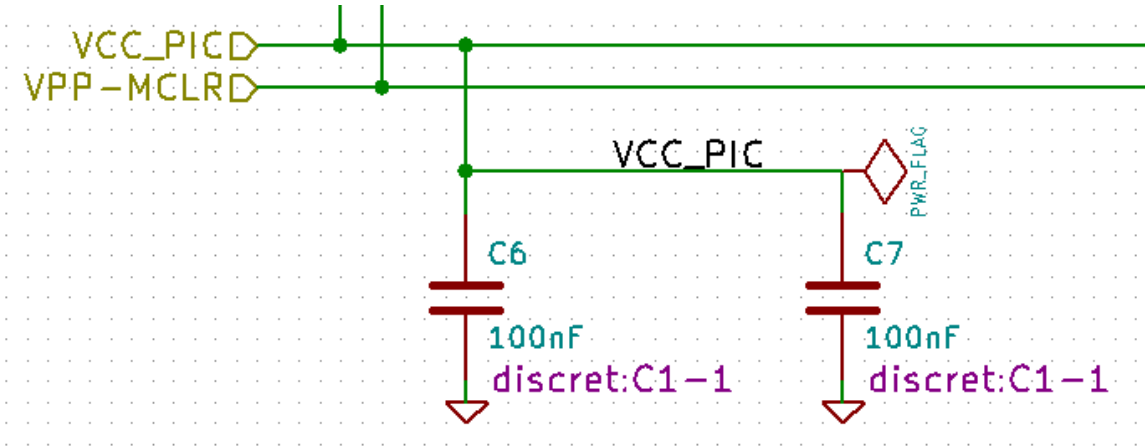 VCC_PIC
VPP-MCLR
VCC_PIC
PWR_FLAG
C6
C7
100nF
100nF
discret:C1-1
discret:C1-1